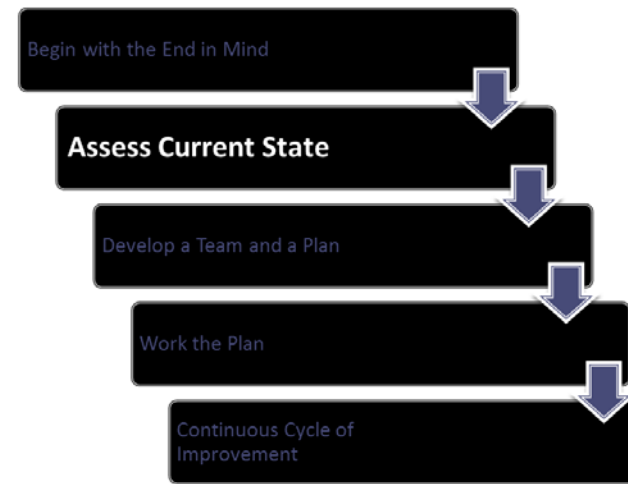 Begin with the End in Mind
Assess Current State
Develop a Team and a Plan
Work the Plan
Continuous Cycle of
Improvement